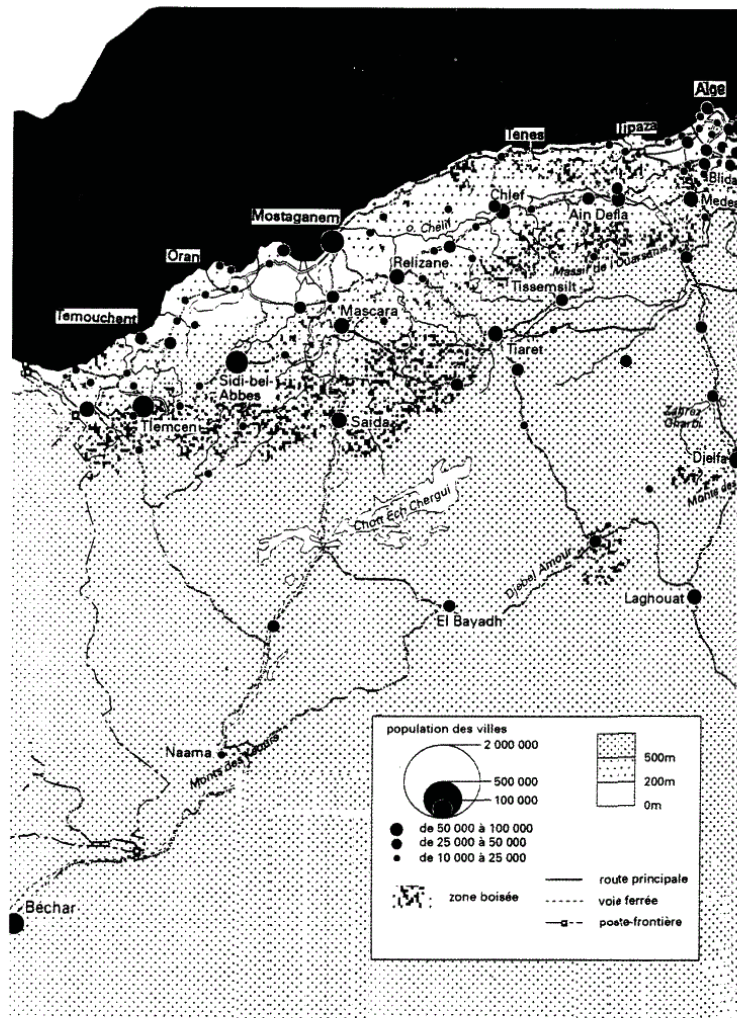 Alge
Tipaza
Tenes
Blida
Chlef
Medea
Mostaganem
Ain Defla
o. Chélif
Oran
Relizane
Massif de l'Ouarsenis
Tissemsilt
Temouchent
Mascara
Tiaret
Sidi-bel-
Abbes
Zahrez
Gharbi
Tlemcen
Saida
Djelfa
Monts des
Chott Ech Chergui
Djebel Amour
Laghouat
El Bayadh
Naama
Monts des Ksours
Béchar
population des villes
2 000 000
500 000
100 000
de 50 000 à 100 000
de 25 000 à 50 000
de 10 000 à 25 000
500m
200m
0m
zone boisée
route principale
voie ferrée
poste-frontière